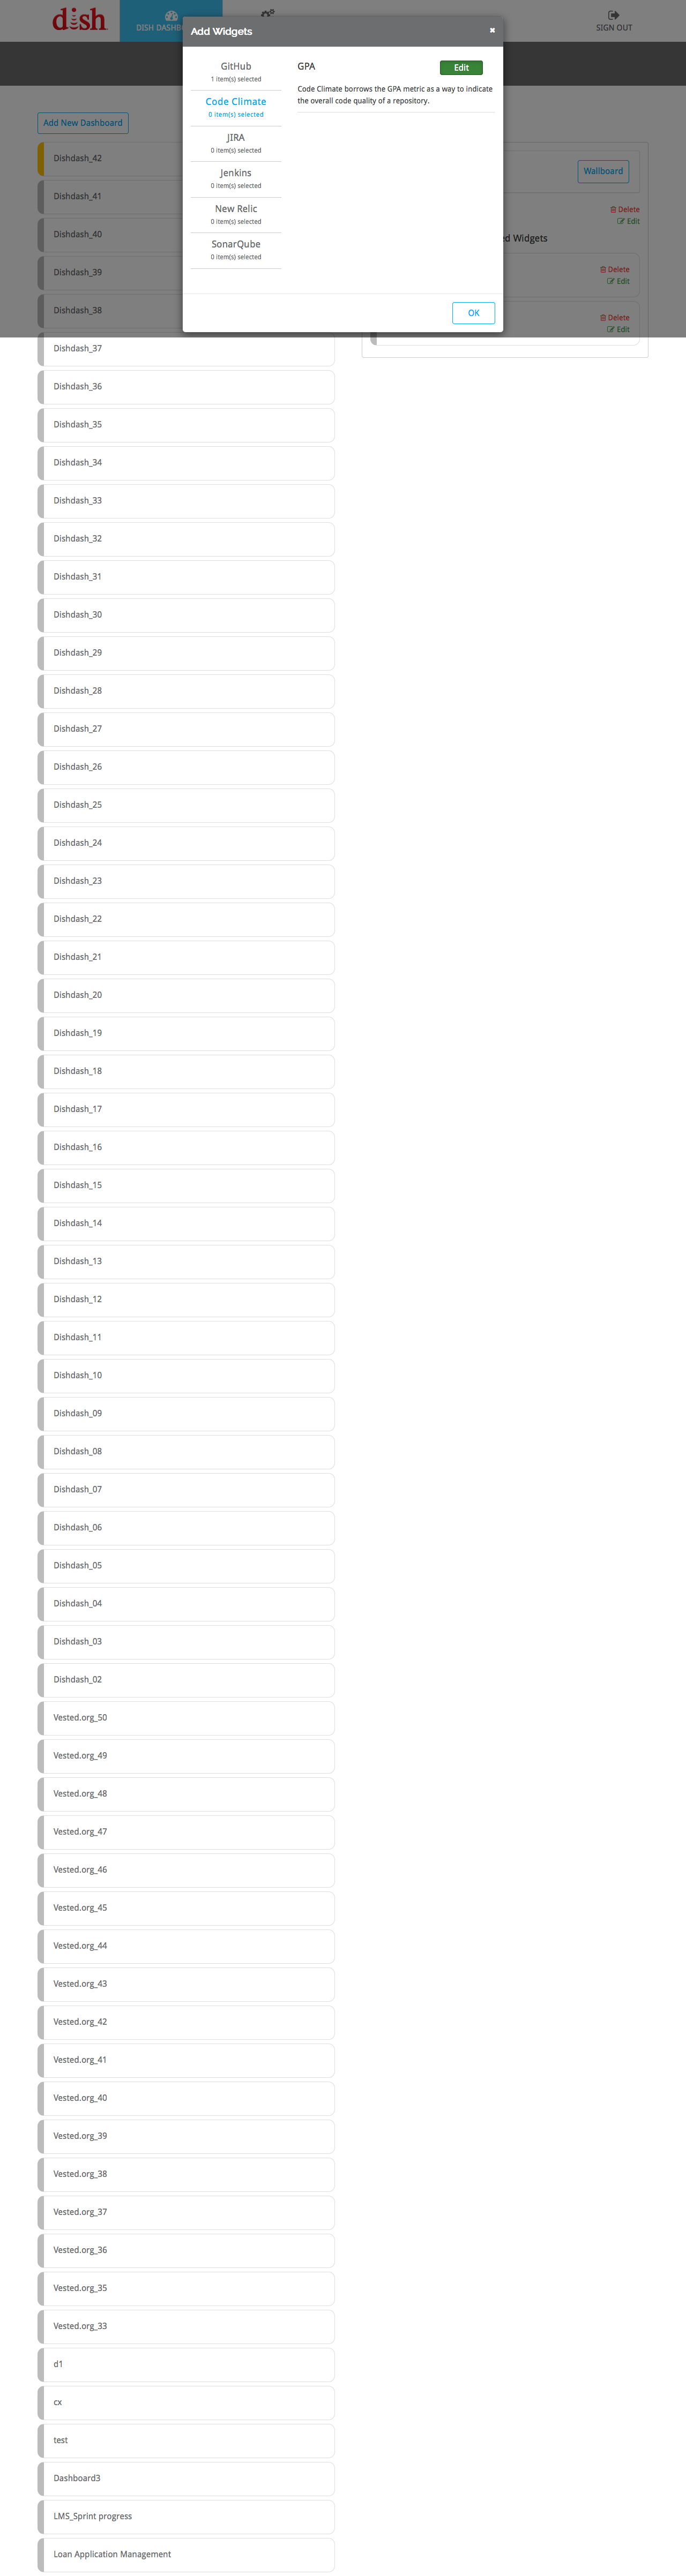 dish
DISH DASHBO
SIGN OUT
Add Widgets
GitHub
1 item(s) selected
Code Climate
0 item(s) selected
JIRA
0 item(s) selected
Jenkins
0 item(s) selected
New Relic
0 item(s) selected
SonarQube
0 item(s) selected
GPA
Edit
Code Climate borrows the GPA metric as a way to indicate
the overall code quality of a repository.
OK
Add New Dashboard
Wallboard
Delete
Edit
ed Widgets
Delete
Edit
Delete
Edit
Dishdash_42
Dishdash_41
Dishdash_40
Dishdash_39
Dishdash_38
Dishdash_37
Dishdash_36
Dishdash_35
Dishdash_34
Dishdash_33
Dishdash_32
Dishdash_31
Dishdash_30
Dishdash_29
Dishdash_28
Dishdash_27
Dishdash_26
Dishdash_25
Dishdash_24
Dishdash_23
Dishdash_22
Dishdash_21
Dishdash_20
Dishdash_19
Dishdash_18
Dishdash_17
Dishdash_16
Dishdash_15
Dishdash_14
Dishdash_13
Dishdash_12
Dishdash_11
Dishdash_10
Dishdash_09
Dishdash_08
Dishdash_07
Dishdash_06
Dishdash_05
Dishdash_04
Dishdash_03
Dishdash_02
Vested.org_50
Vested.org_49
Vested.org_48
Vested.org_47
Vested.org_46
Vested.org_45
Vested.org_44
Vested.org_43
Vested.org_42
Vested.org_41
Vested.org_40
Vested.org_39
Vested.org_38
Vested.org_37
Vested.org_36
Vested.org_35
Vested.org_33
d1
cx
test
Dashboard3
LMS_Sprint progress
Loan Application Management